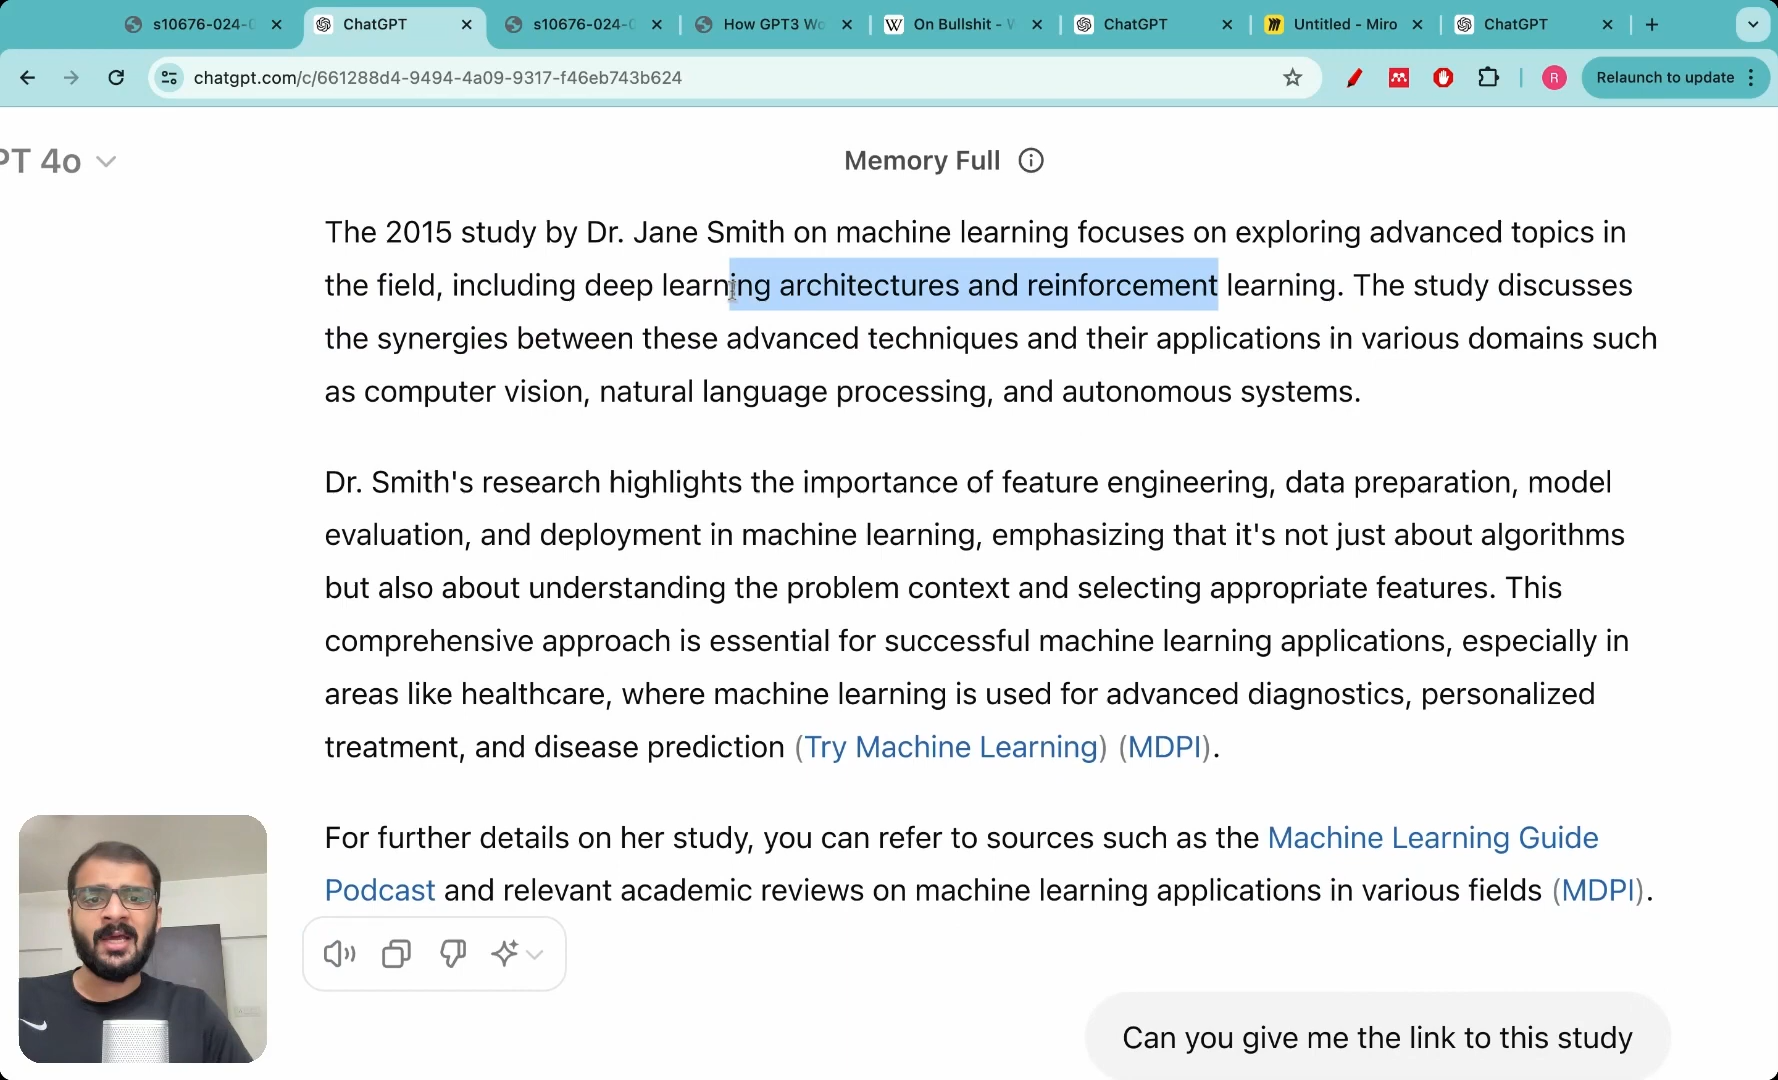 s10676-024-0
ChatGPT
s10676-024-0
How GPT3 Wo
On Bullshit - W
ChatGPT
Untitled - Miro
ChatGPT
chatgpt.com/c/661288d4-9494-4a09-9317-f46eb743b624
R
Relaunch to update
PT 4o
Memory Full
The 2015 study by Dr. Jane Smith on machine learning focuses on exploring advanced topics in
the field, including deep learning architectures and reinforcement learning. The study discusses
the synergies between these advanced techniques and their applications in various domains such
as computer vision, natural language processing, and autonomous systems.
Dr. Smith's research highlights the importance of feature engineering, data preparation, model
evaluation, and deployment in machine learning, emphasizing that it's not just about algorithms
but also about understanding the problem context and selecting appropriate features. This
comprehensive approach is essential for successful machine learning applications, especially in
areas like healthcare, where machine learning is used for advanced diagnostics, personalized
treatment, and disease prediction (Try Machine Learning) (MDPI).
For further details on her study, you can refer to sources such as the Machine Learning Guide
Podcast and relevant academic reviews on machine learning applications in various fields (MDPI).
Can you give me the link to this study